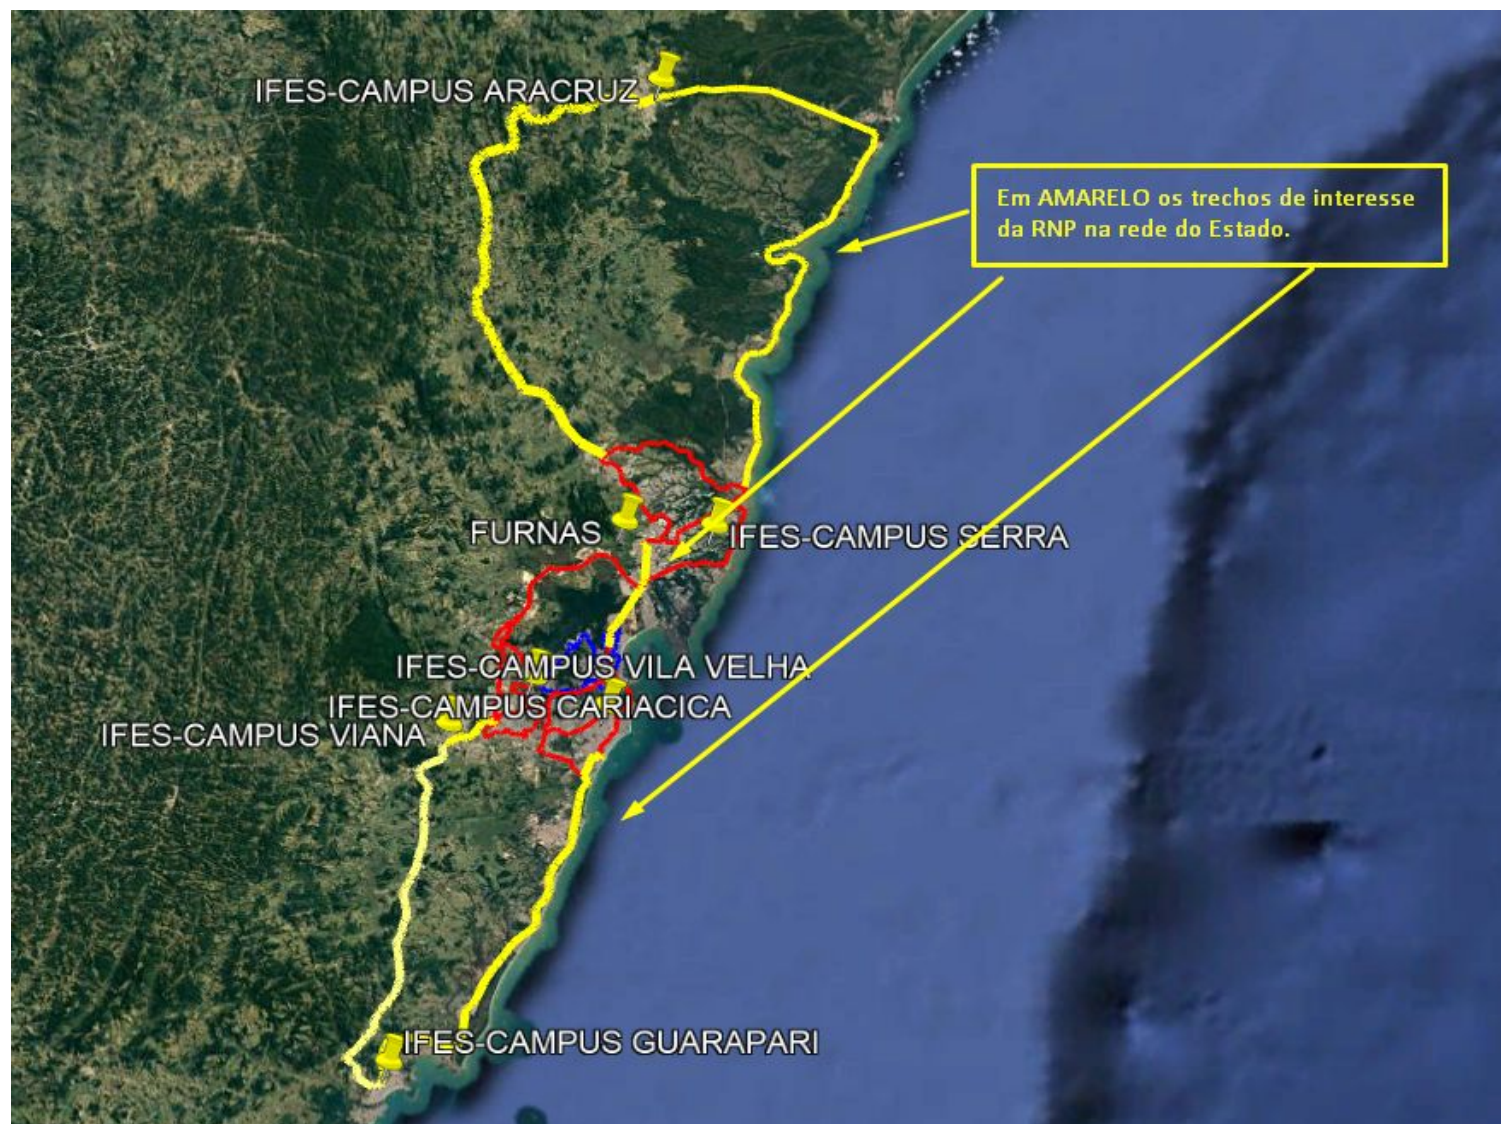 IFES-CAMPUS ARACRUZ
Em AMARELO os trechos de interesse
da RNP na rede do Estado.
FURNAS
IFES-CAMPUS SERRA
IFES-CAMPUS VILA VELHA
IFES-CAMPUS CARIACICA
IFES-CAMPUS VIANA
IFES-CAMPUS GUARAPARI